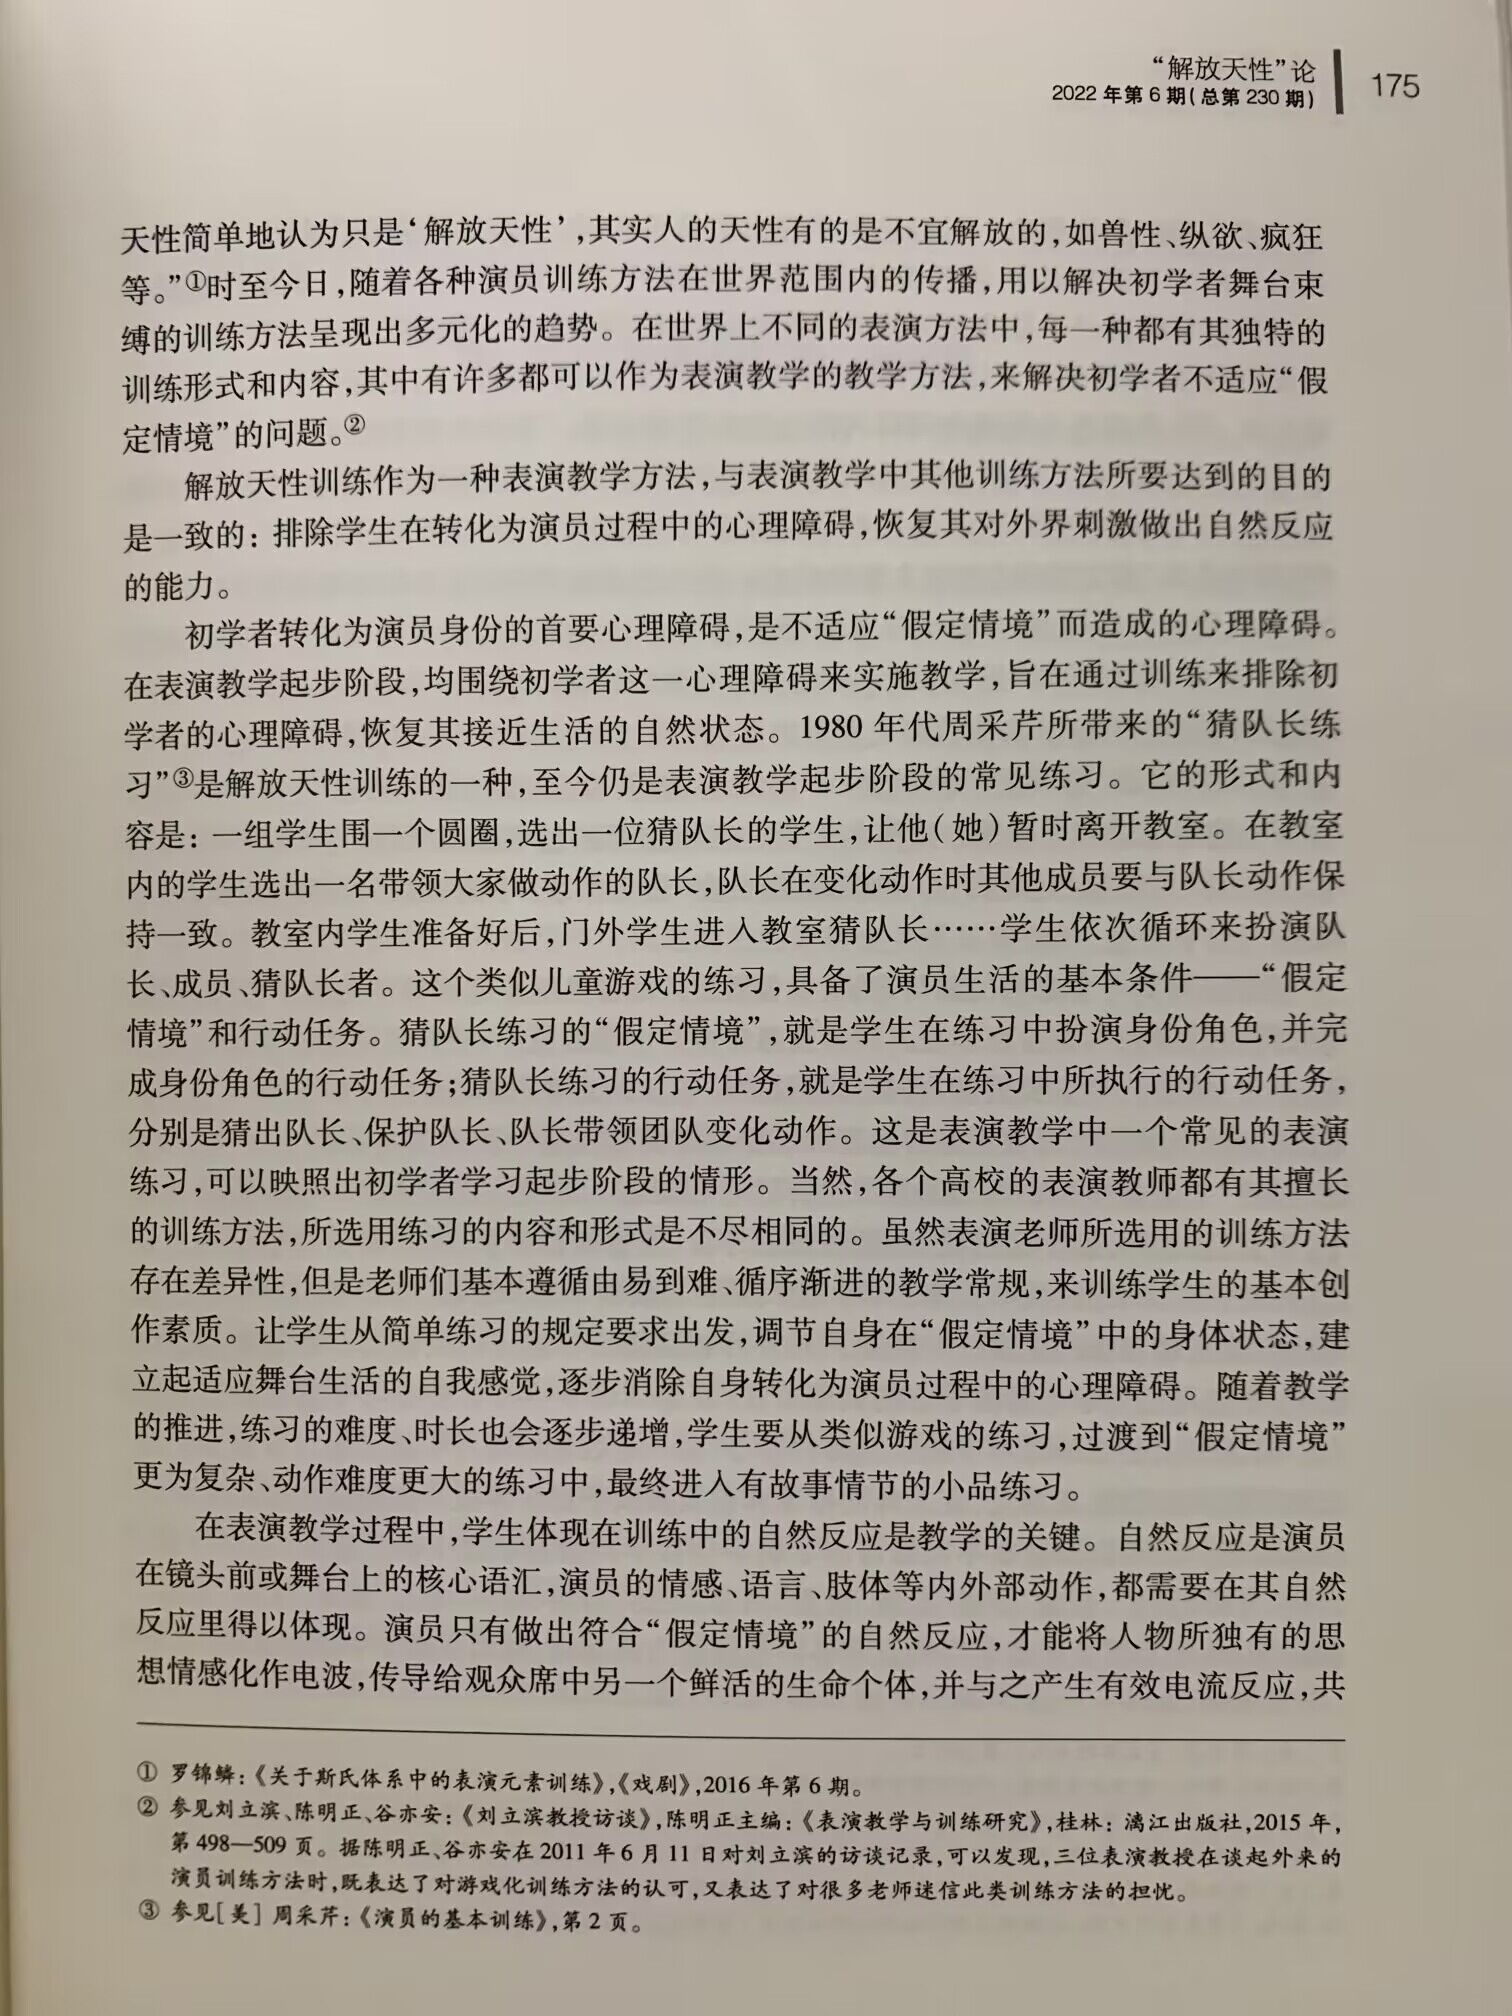 “解放天性”论
2022 年第 6 期(总第 230 期)
175
天性简单地认为只是‘解放天性’,其实人的天性有的是不宜解放的,如兽性、纵欲、疯狂
等。”①时至今日,随着各种演员训练方法在世界范围内的传播,用以解决初学者舞台束
缚的训练方法呈现出多元化的趋势。在世界上不同的表演方法中,每一种都有其独特的
训练形式和内容,其中有许多都可以作为表演教学的教学方法,来解决初学者不适应“假
定情境”的问题。②
解放天性训练作为一种表演教学方法,与表演教学中其他训练方法所要达到的目的
是一致的：排除学生在转化为演员过程中的心理障碍,恢复其对外界刺激做出自然反应
的能力。
初学者转化为演员身份的首要心理障碍,是不适应“假定情境”而造成的心理障碍。
在表演教学起步阶段,均围绕初学者这一心理障碍来实施教学,旨在通过训练来排除初
学者的心理障碍,恢复其接近生活的自然状态。1980 年代周采芹所带来的“猜队长练
习”③是解放天性训练的一种,至今仍是表演教学起步阶段的常见练习。它的形式和内
容是：一组学生围一个圆圈,选出一位猜队长的学生,让他(她)暂时离开教室。在教室
内的学生选出一名带领大家做动作的队长,队长在变化动作时其他成员要与队长动作保
持一致。教室内学生准备好后,门外学生进入教室猜队长……学生依次循环来扮演队
长、成员、猜队长者。这个类似儿童游戏的练习,具备了演员生活的基本条件——“假定
情境”和行动任务。猜队长练习的“假定情境”,就是学生在练习中扮演身份角色,并完
成身份角色的行动任务;猜队长练习的行动任务,就是学生在练习中所执行的行动任务,
分别是猜出队长、保护队长、队长带领团队变化动作。这是表演教学中一个常见的表演
练习,可以映照出初学者学习起步阶段的情形。当然,各个高校的表演教师都有其擅长
的训练方法,所选用练习的内容和形式是不尽相同的。虽然表演老师所选用的训练方法
存在差异性,但是老师们基本遵循由易到难、循序渐进的教学常规,来训练学生的基本创
作素质。让学生从简单练习的规定要求出发,调节自身在“假定情境”中的身体状态,建
立起适应舞台生活的自我感觉,逐步消除自身转化为演员过程中的心理障碍。随着教学
的推进,练习的难度、时长也会逐步递增,学生要从类似游戏的练习,过渡到“假定情境”
更为复杂、动作难度更大的练习中,最终进入有故事情节的小品练习。
在表演教学过程中,学生体现在训练中的自然反应是教学的关键。自然反应是演员
在镜头前或舞台上的核心语汇,演员的情感、语言、肢体等内外部动作,都需要在其自然
反应里得以体现。演员只有做出符合“假定情境”的自然反应,才能将人物所独有的思
想情感化作电波,传导给观众席中另一个鲜活的生命个体,并与之产生有效电流反应,共
① 罗锦鳞：《关于斯氏体系中的表演元素训练》,《戏剧》,2016 年第 6 期。
② 参见刘立滨、陈明正、谷亦安：《刘立滨教授访谈》,陈明正主编：《表演教学与训练研究》,桂林：漓江出版社,2015 年,
第 498—509 页。据陈明正、谷亦安在 2011 年 6 月 11 日对刘立滨的访谈记录,可以发现,三位表演教授在谈起外来的
演员训练方法时,既表达了对游戏化训练方法的认可,又表达了对很多老师迷信此类训练方法的担忧。
③ 参见[美] 周采芹：《演员的基本训练》,第 2 页。